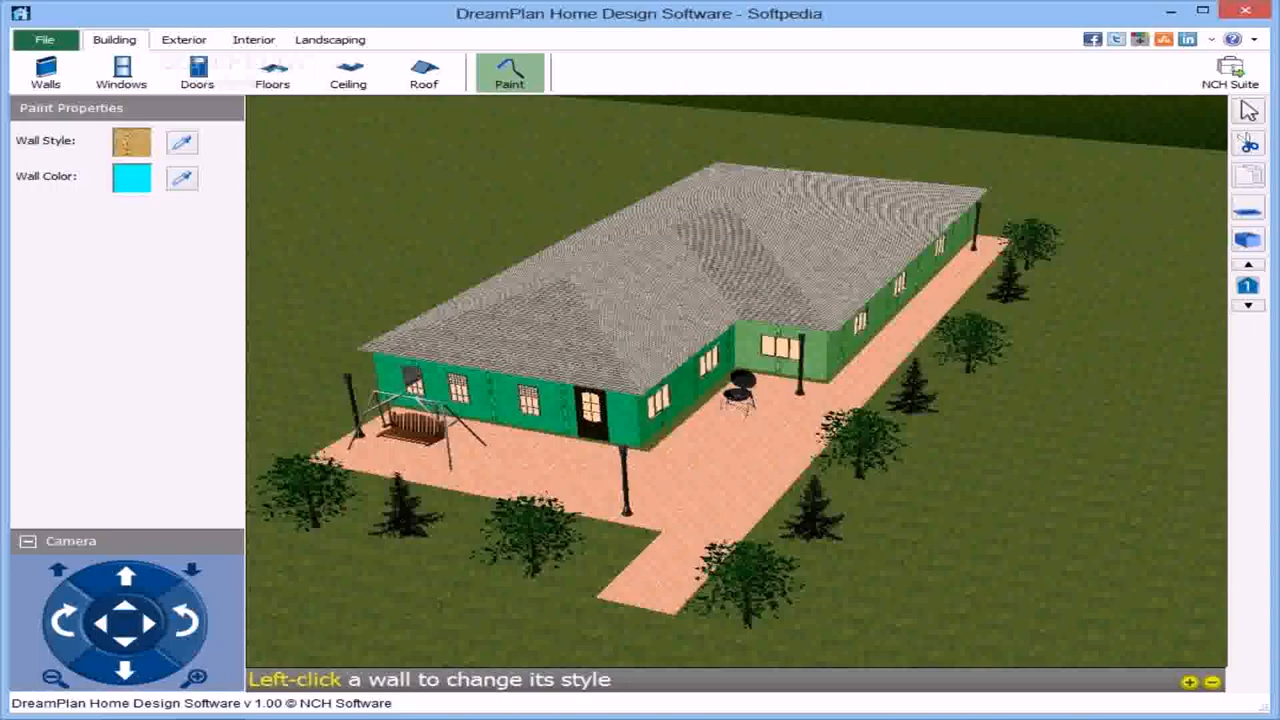 DreamPlan Home Design Software - Softpedia
File Building Exterior Interior Landscaping
Walls Windows Doors Floors Ceiling Roof Paint NCH Suite
Paint Properties
Wall Style:
Wall Color:
1
Camera
Left-click a wall to change its style
DreamPlan Home Design Software v 1.00 © NCH Software